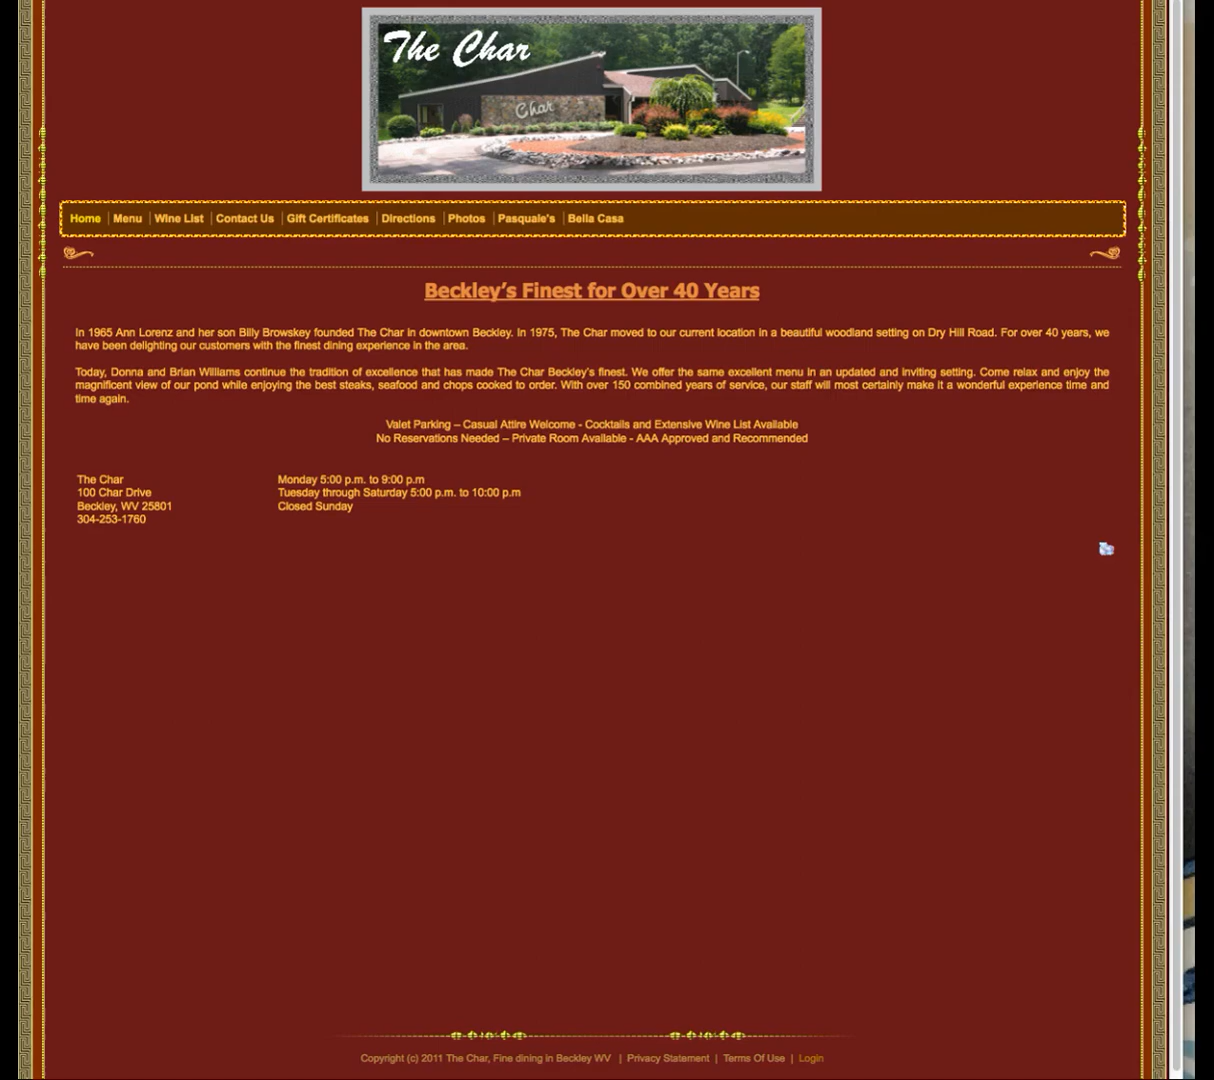 The Char
Char
Home
Menu
Wine List
Contact Us
Gift Certificates
Directions
Photos
Pasquale's
Bella Casa
Beckley's Finest for Over 40 Years
In 1965 Ann Lorenz and her son Billy Browskey founded The Char in downtown Beckley. In 1975, The Char moved to our current location in a beautiful woodland setting on Dry Hill Road. For over 40 years, we
have been delighting our customers with the finest dining experience in the area.
Today, Donna and Brian Williams continue the tradition of excellence that has made The Char Beckley's finest. We offer the same excellent menu in an updated and inviting setting. Come relax and enjoy the
magnificent view of our pond while enjoying the best steaks, seafood and chops cooked to order. With over 150 combined years of service, our staff will most certainly make it a wonderful experience time and
time again.
Valet Parking – Casual Attire Welcome - Cocktails and Extensive Wine List Available
No Reservations Needed – Private Room Available - AAA Approved and Recommended
The Char
100 Char Drive
Beckley, WV 25801
304-253-1760
Monday 5:00 p.m. to 9:00 p.m
Tuesday through Saturday 5:00 p.m. to 10:00 p.m
Closed Sunday
Copyright (c) 2011 The Char, Fine dining in Beckley WV | Privacy Statement | Terms Of Use | Login